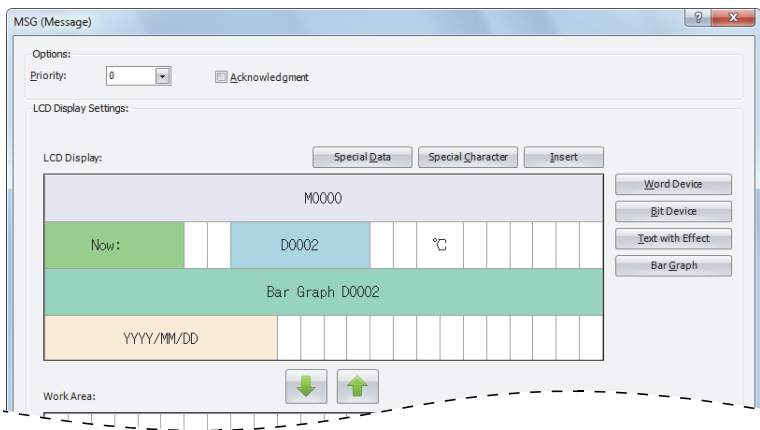 MSG (Message)
Options:
Priority: 0 Acknowledgment
LCD Display Settings:
LCD Display: Special Data Special Character Insert
M0000 Word Device
Bit Device
Now: D0002 ℃ Text with Effect
Bar Graph D0002 Bar Graph
YYYY/MM/DD
Work Area: